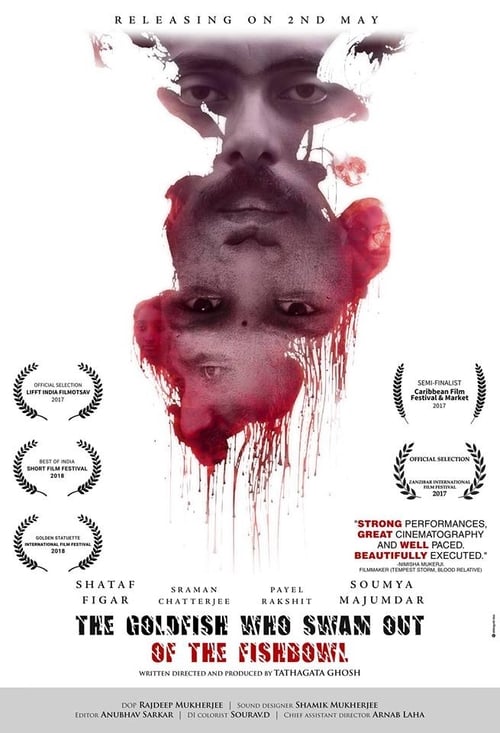 RELEASING ON 2ND MAY
OFFICIAL SELECTION
LIFFT INDIA FILMOTSAV
2017
SEMI-FINALIST
Caribbean Film
Festival & Market
2017
BEST OF INDIA
SHORT FILM FESTIVAL
2018
OFFICIAL SELECTION
ZANZIBAR INTERNATIONAL
FILM FESTIVAL
2017
GOLDEN STATUETTE
INTERNATIONAL FILM FESTIVAL
2018
"STRONG PERFORMANCES,
GREAT CINEMATOGRAPHY
AND WELL PACED.
BEAUTIFULLY EXECUTED."
-NIMISHA MUKERJI,
FILMMAKER (TEMPEST STORM, BLOOD RELATIVE)
SHATAF
FIGAR
SRAMAN
CHATTERJEE
PAYEL
RAKSHIT
SOUMYA
MAJUMDAR
THE GOLDFISH WHO SWAM OUT
OF THE FISHBOWL
WRITTEN DIRECTED AND PRODUCED BY TATHAGATA GHOSH
DOP RAJDEEP MUKHERJEE | SOUND DESIGNER SHAMIK MUKHERJEE
EDITOR ANUBHAV SARKAR | DI COLORIST SOURAV.D | CHIEF ASSISTANT DIRECTOR ARNAB LAHA